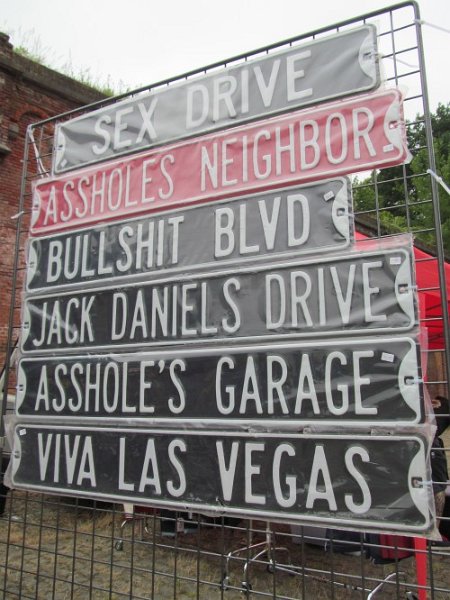 SEX DRIVE
ASSHOLES NEIGHBOR
BULLSHIT BLVD
JACK DANIELS DRIVE
ASSHOLE'S GARAGE
VIVA LAS VEGAS